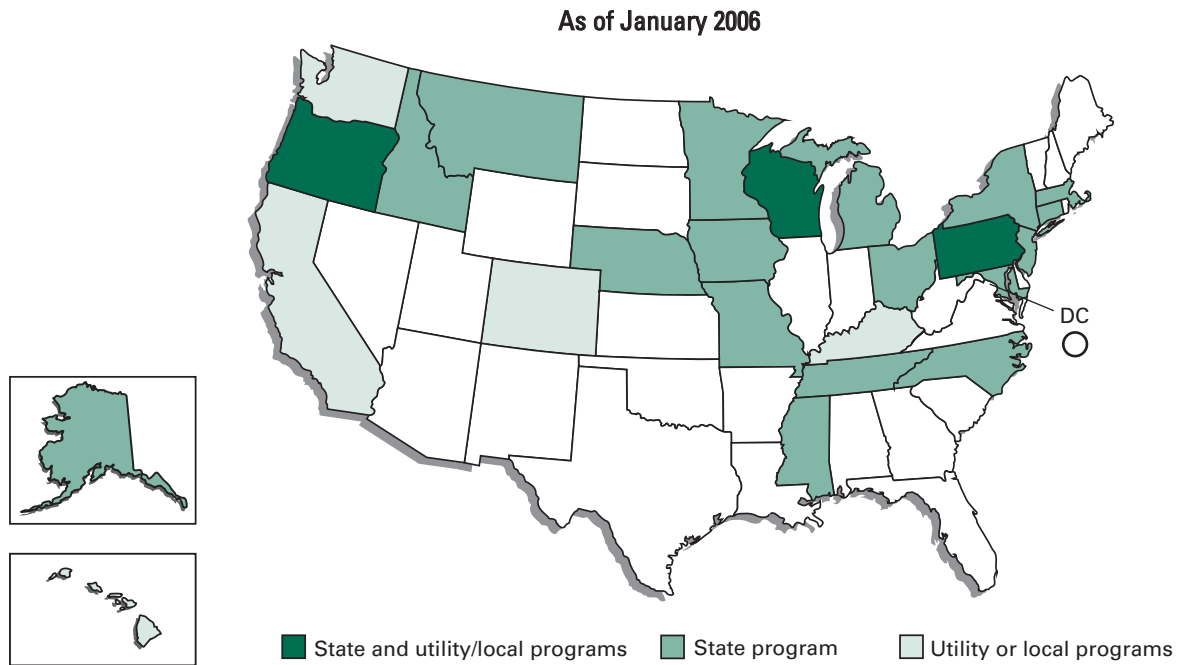 As of January 2006
DC
State and utility/local programs
State program
Utility or local programs